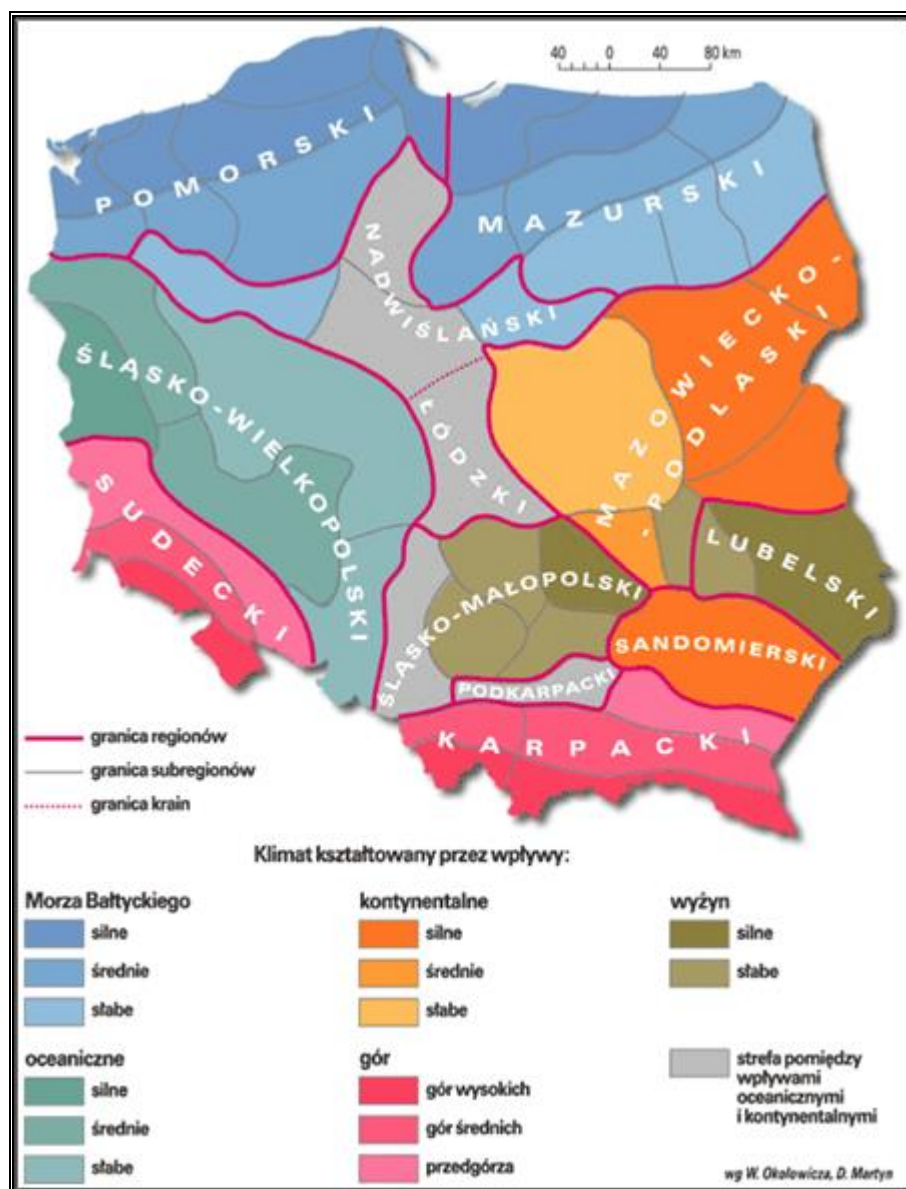 40 0 40 80 km
POMORSKI
MAZURSKI
NADWIŚLAŃSKI
MAZOWIECKO-
-PODLASKI
ŚLĄSKO-WIELKOPOLSKI
ŁÓDZKI
SUDECKI
LUBELSKI
ŚLĄSKO-MAŁOPOLSKI
SANDOMIERSKI
PODKARPACKI
KARPACKI
granica regionów
granica subregionów
granica krain
Klimat kształtowany przez wpływy:
Morza Bałtyckiego
silne
średnie
słabe
kontynentalne
silne
średnie
słabe
wyżyn
silne
słabe
oceaniczne
silne
średnie
słabe
gór
gór wysokich
gór średnich
przedgórza
strefa pomiędzy
wpływami
oceanicznymi
i kontynentalnymi
wg W. Okołowicza, D. Martyn